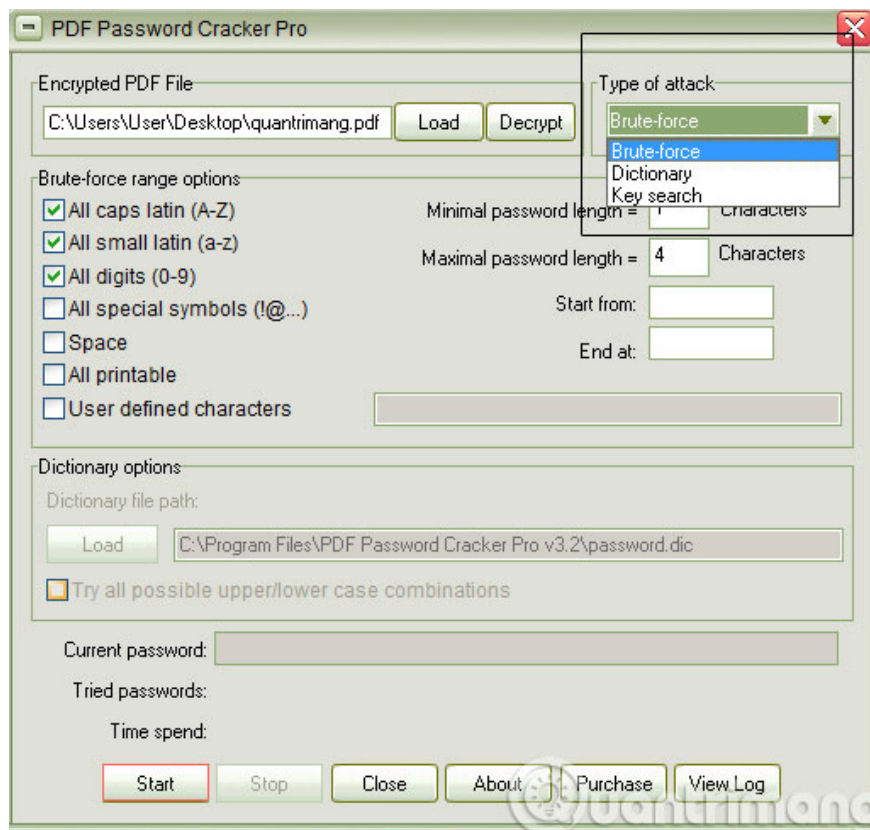 PDF Password Cracker Pro
Encrypted PDF File
C:\Users\User\Desktop\quantrimang.pdf
Load
Decrypt
Type of attack
Brute-force
Brute-force
Dictionary
Key search
Brute-force range options
All caps latin (A-Z)
All small latin (a-z)
All digits (0-9)
All special symbols (!@...)
Space
All printable
User defined characters
Minimal password length = 1 Characters
Maximal password length = 4 Characters
Start from:
End at:
Dictionary options
Dictionary file path:
Load
C:\Program Files\PDF Password Cracker Pro v3.2\password.dic
Try all possible upper/lower case combinations
Current password:
Tried passwords:
Time spend:
Start
Stop
Close
About
Purchase
View Log
Quantrimang